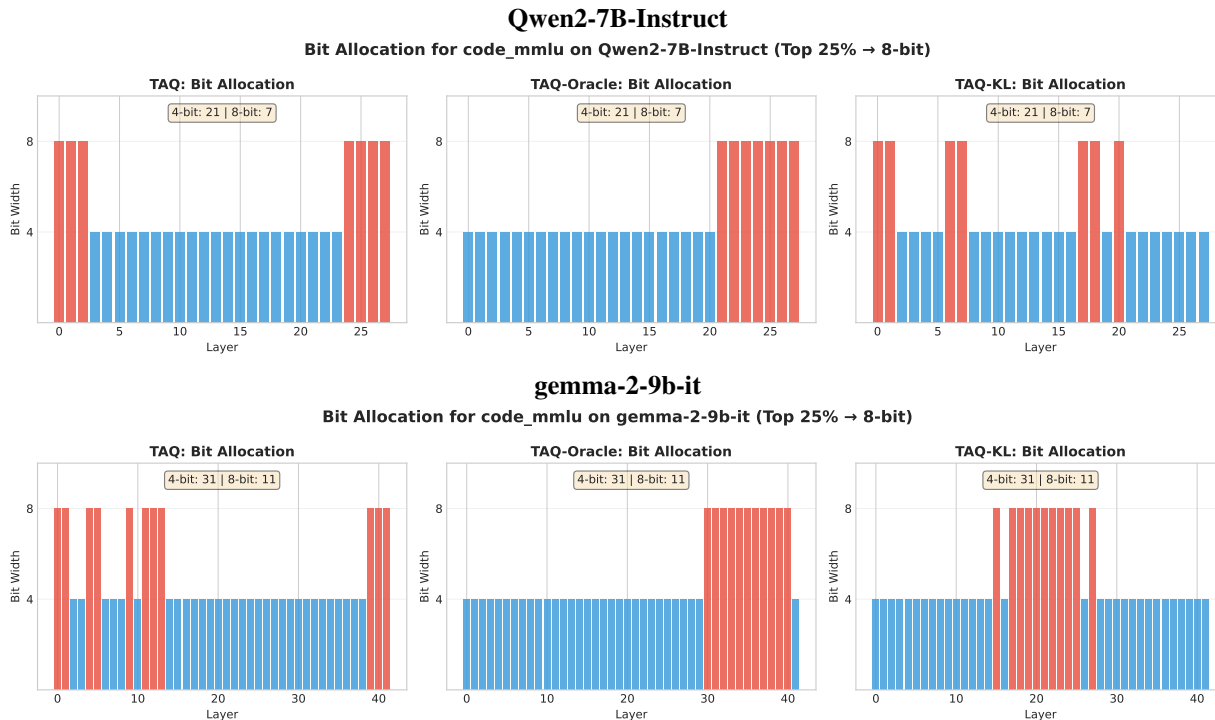 Qwen2-7B-Instruct
Bit Allocation for code_mmlu on Qwen2-7B-Instruct (Top 25% → 8-bit)
TAQ: Bit Allocation
4-bit: 21 | 8-bit: 7
8
4
Bit Width
0 5 10 15 20 25
Layer
TAQ-Oracle: Bit Allocation
4-bit: 21 | 8-bit: 7
8
4
Bit Width
0 5 10 15 20 25
Layer
TAQ-KL: Bit Allocation
4-bit: 21 | 8-bit: 7
8
4
Bit Width
0 5 10 15 20 25
Layer
gemma-2-9b-it
Bit Allocation for code_mmlu on gemma-2-9b-it (Top 25% → 8-bit)
TAQ: Bit Allocation
4-bit: 31 | 8-bit: 11
8
4
Bit Width
0 10 20 30 40
Layer
TAQ-Oracle: Bit Allocation
4-bit: 31 | 8-bit: 11
8
4
Bit Width
0 10 20 30 40
Layer
TAQ-KL: Bit Allocation
4-bit: 31 | 8-bit: 11
8
4
Bit Width
0 10 20 30 40
Layer